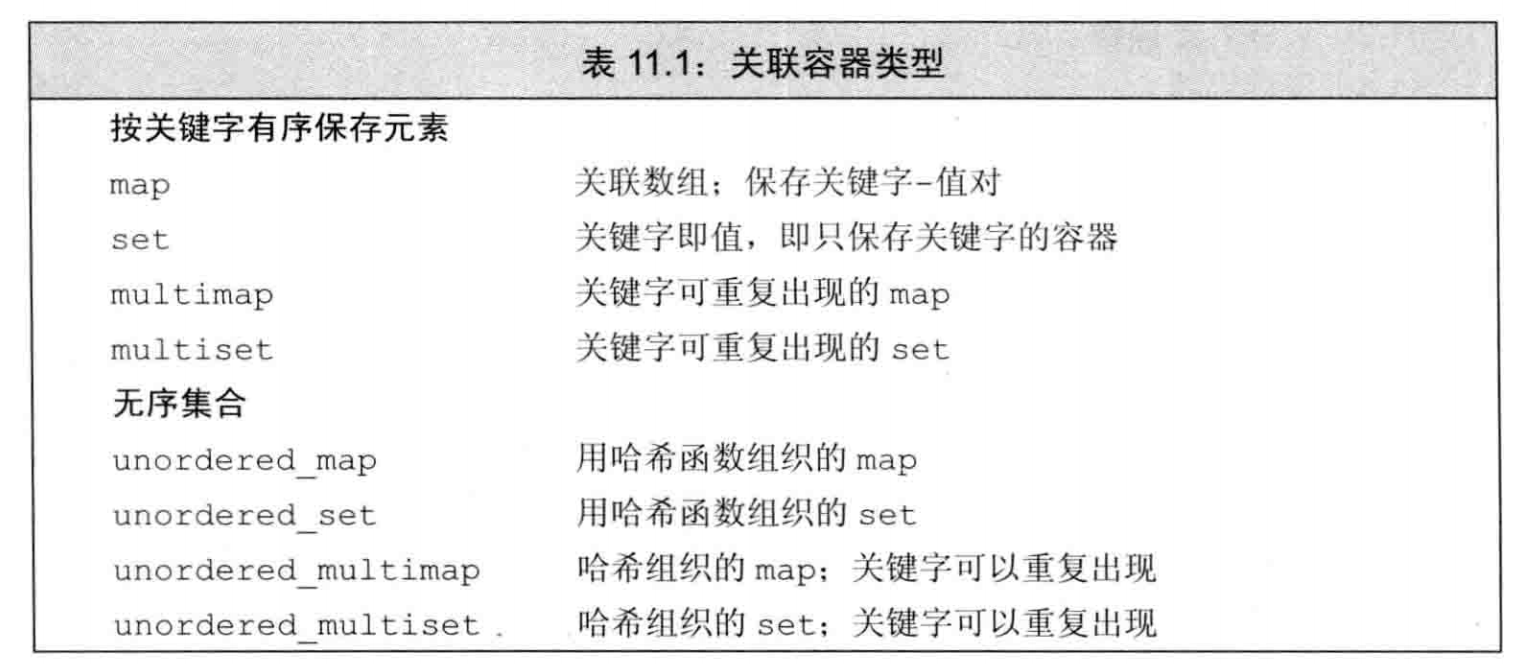 表 11.1：关联容器类型
按关键字有序保存元素
map 关联数组；保存关键字-值对
set 关键字即值，即只保存关键字的容器
multimap 关键字可重复出现的 map
multiset 关键字可重复出现的 set
无序集合
unordered_map 用哈希函数组织的 map
unordered_set 用哈希函数组织的 set
unordered_multimap 哈希组织的 map；关键字可以重复出现
unordered_multiset 哈希组织的 set；关键字可以重复出现